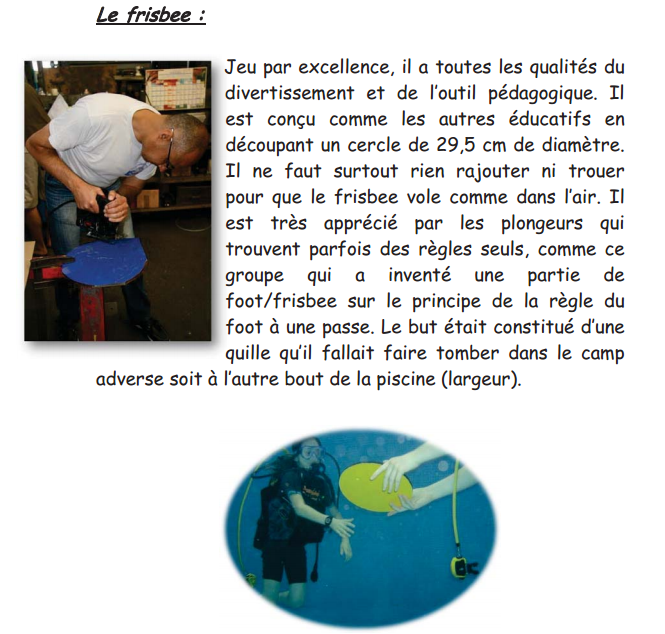 Le frisbee :
Jeu par excellence, il a toutes les qualités du
divertissement et de l'outil pédagogique. Il
est conçu comme les autres éducatifs en
découpant un cercle de 29,5 cm de diamètre.
Il ne faut surtout rien rajouter ni trouer
pour que le frisbee vole comme dans l'air. Il
est très apprécié par les plongeurs qui
trouvent parfois des règles seuls, comme ce
groupe qui a inventé une partie de
foot/frisbee sur le principe de la règle du
foot à une passe. Le but était constitué d'une
quille qu'il fallait faire tomber dans le camp
adverse soit à l'autre bout de la piscine (largeur).